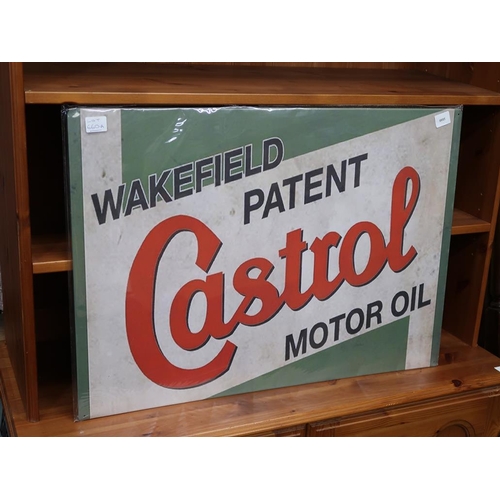 WAKEFIELD
PATENT
Castrol
MOTOR OIL